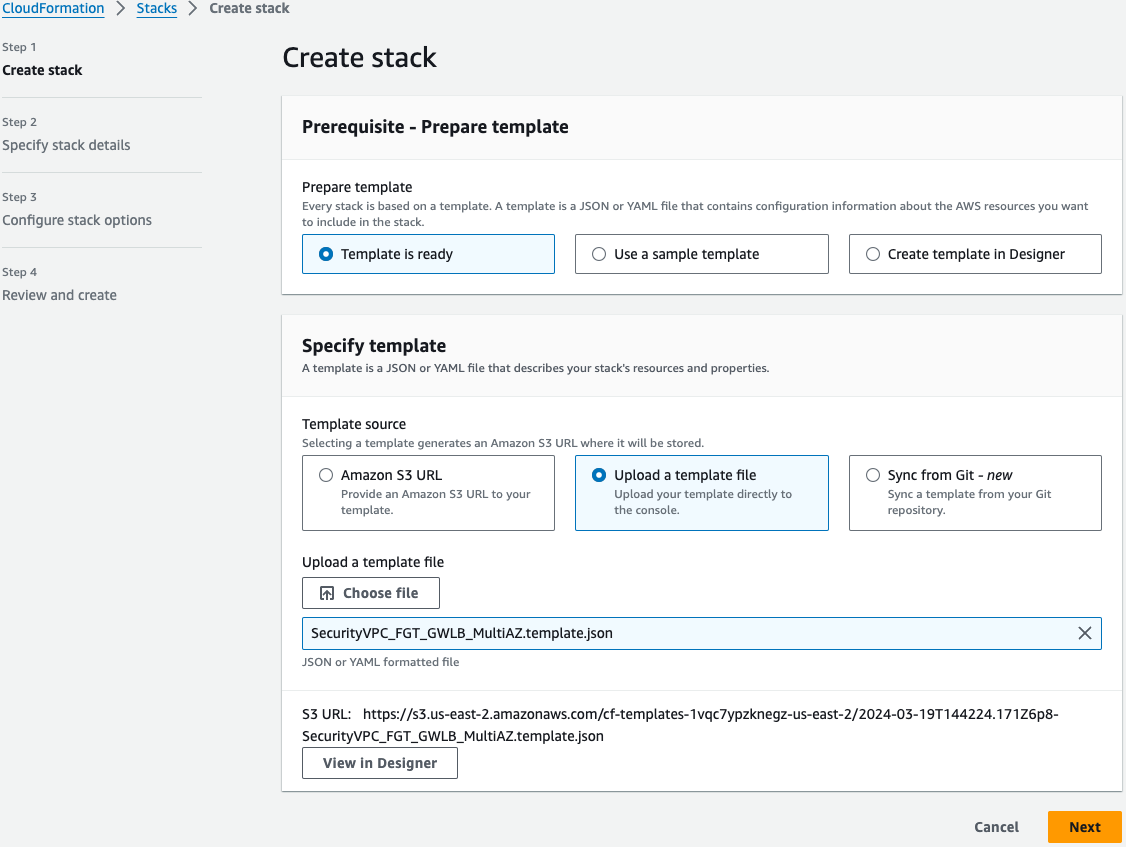 CloudFormation > Stacks > Create stack
Step 1
Create stack
Step 2
Specify stack details
Step 3
Configure stack options
Step 4
Review and create
Create stack
Prerequisite - Prepare template
Prepare template
Every stack is based on a template. A template is a JSON or YAML file that contains configuration information about the AWS resources you want
to include in the stack.
Template is ready
Use a sample template
Create template in Designer
Specify template
A template is a JSON or YAML file that describes your stack's resources and properties.
Template source
Selecting a template generates an Amazon S3 URL where it will be stored.
Amazon S3 URL
Provide an Amazon S3 URL to your
template.
Upload a template file
Upload your template directly to
the console.
Sync from Git - new
Sync a template from your Git
repository.
Upload a template file
Choose file
SecurityVPC_FGT_GWLB_MultiAZ.template.json
JSON or YAML formatted file
S3 URL: https://s3.us-east-2.amazonaws.com/cf-templates-1vqc7ypzknegz-us-east-2/2024-03-19T144224.171Z6p8-
SecurityVPC_FGT_GWLB_MultiAZ.template.json
View in Designer
Cancel
Next